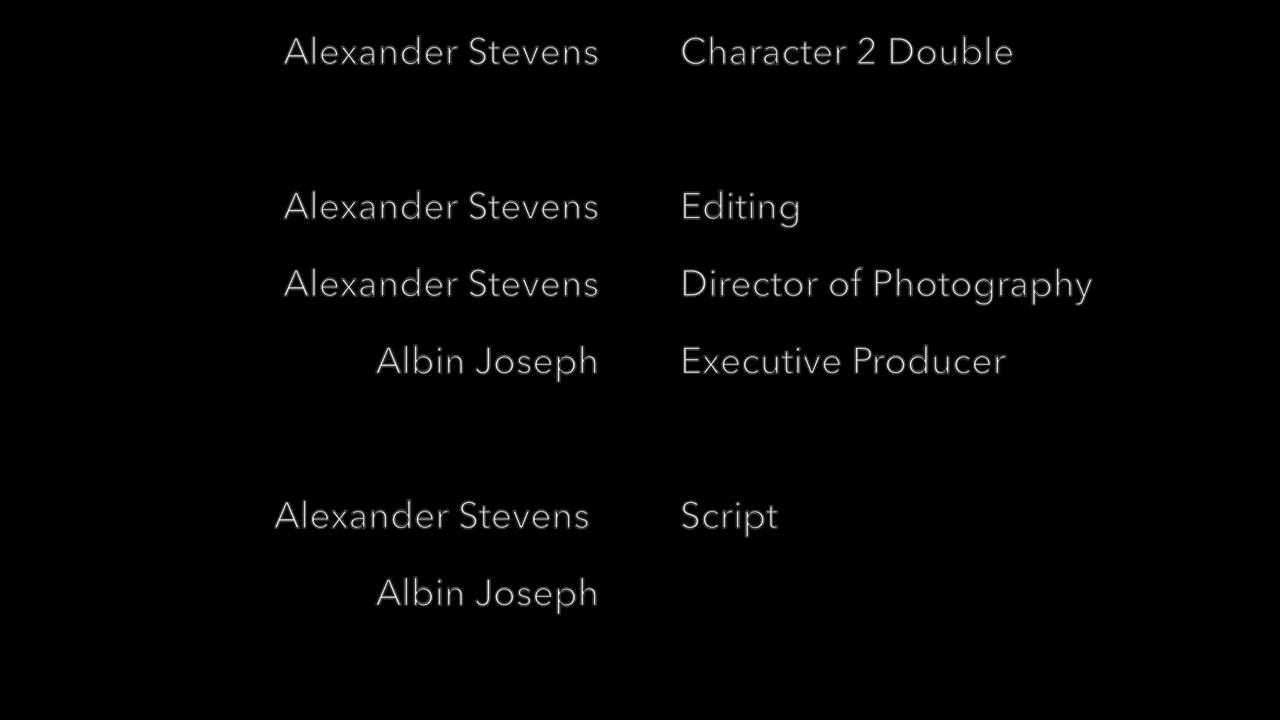 Alexander Stevens Character 2 Double
Alexander Stevens Editing
Alexander Stevens Director of Photography
Albin Joseph Executive Producer
Alexander Stevens Script
Albin Joseph